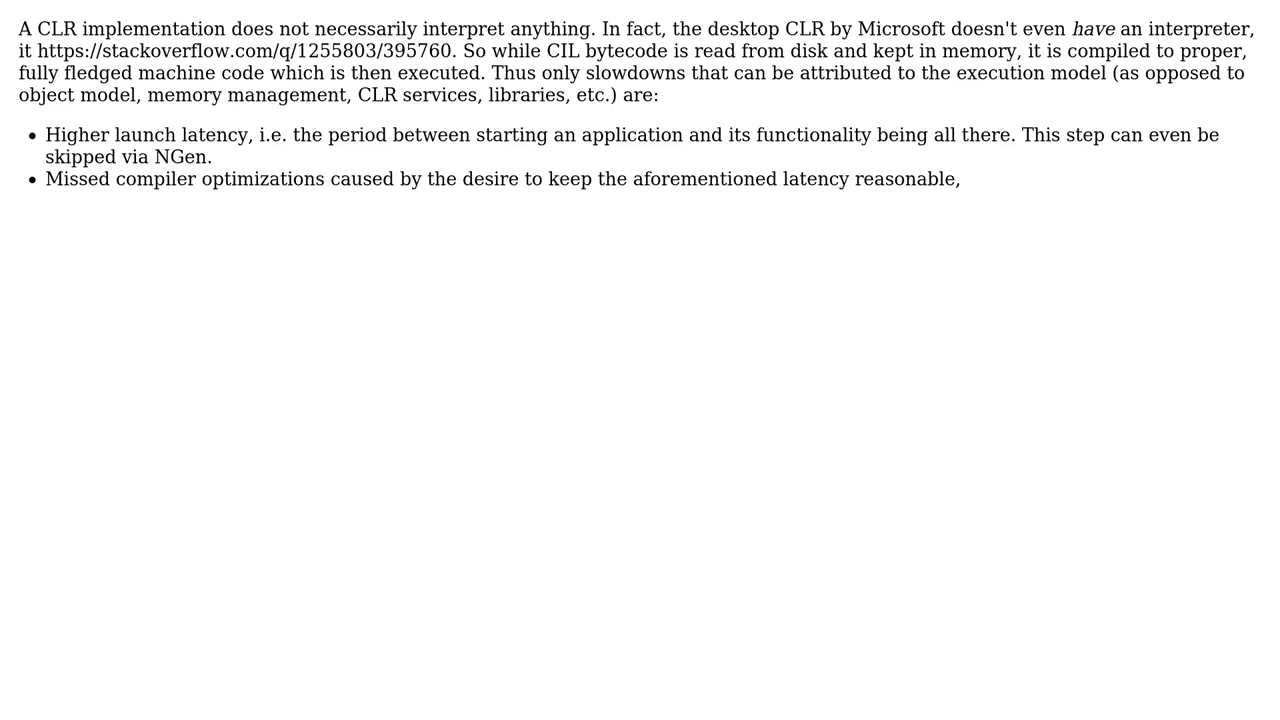 A CLR implementation does not necessarily interpret anything. In fact, the desktop CLR by Microsoft doesn't even have an interpreter,
it https://stackoverflow.com/q/1255803/395760. So while CIL bytecode is read from disk and kept in memory, it is compiled to proper,
fully fledged machine code which is then executed. Thus only slowdowns that can be attributed to the execution model (as opposed to
object model, memory management, CLR services, libraries, etc.) are:
• Higher launch latency, i.e. the period between starting an application and its functionality being all there. This step can even be
skipped via NGen.
• Missed compiler optimizations caused by the desire to keep the aforementioned latency reasonable,